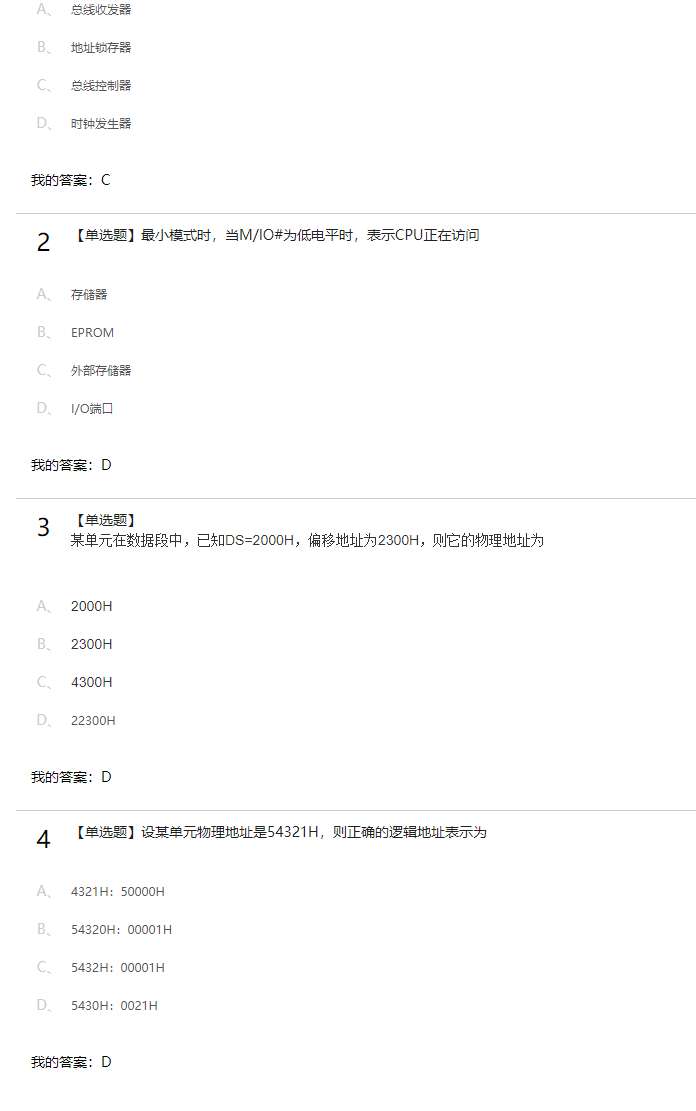 A、 总线收发器
B、 地址锁存器
C、 总线控制器
D、 时钟发生器
我的答案：C
2 【单选题】最小模式时，当M/IO#为低电平时，表示CPU正在访问
A、 存储器
B、 EPROM
C、 外部存储器
D、 I/O端口
我的答案：D
3 【单选题】
某单元在数据段中，已知DS=2000H，偏移地址为2300H，则它的物理地址为
A、 2000H
B、 2300H
C、 4300H
D、 22300H
我的答案：D
4 【单选题】设某单元物理地址是54321H，则正确的逻辑地址表示为
A、 4321H：50000H
B、 54320H：00001H
C、 5432H：00001H
D、 5430H：0021H
我的答案：D